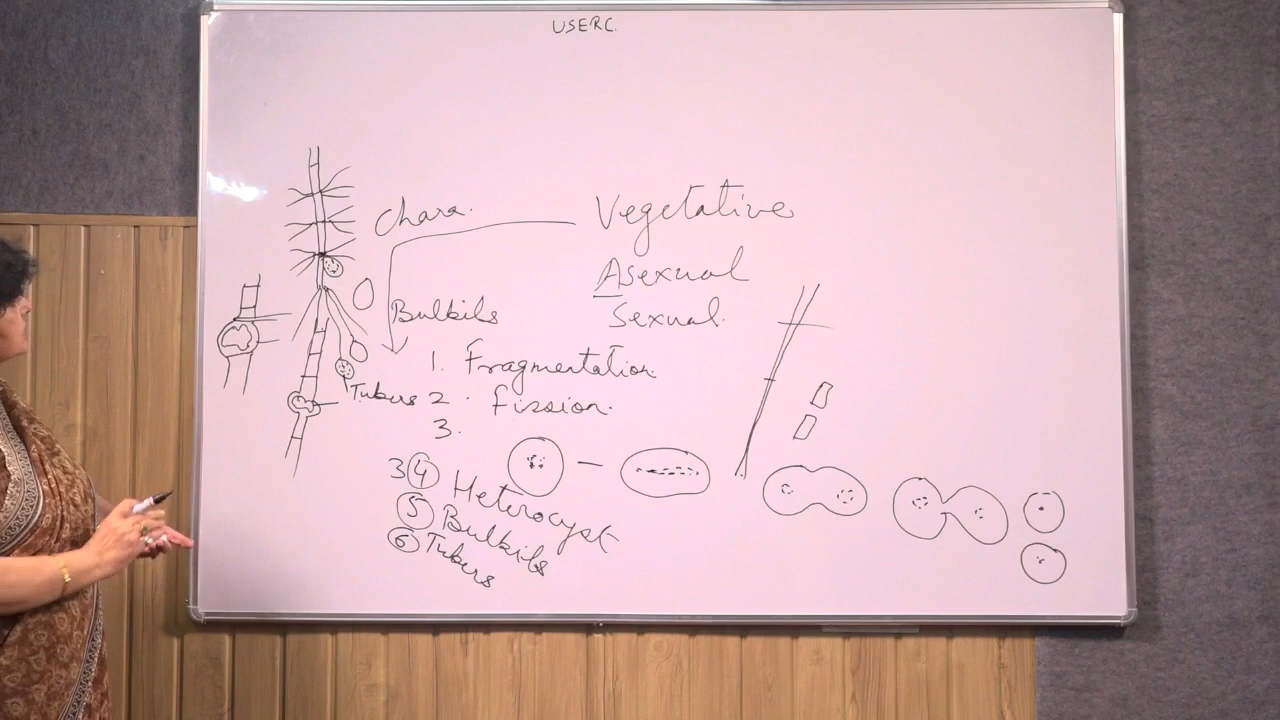 USERC.
Chara.
Vegetative
Asexual
Sexual.
Bulbils
1. Fragmentation
Tubers
2. fission.
3.
3 4 Heterocyst
5 Bulbils
6 Tubers